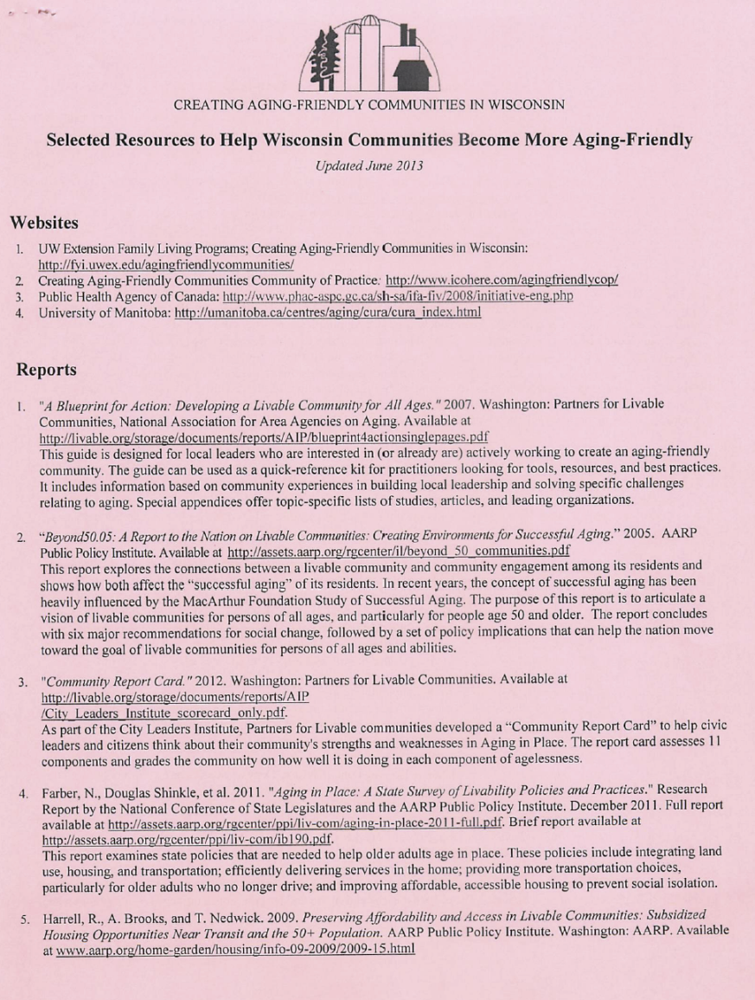 CREATING AGING-FRIENDLY COMMUNITIES IN WISCONSIN
Selected Resources to Help Wisconsin Communities Become More Aging-Friendly
Updated June 2013
Websites
1. UW Extension Family Living Programs; Creating Aging-Friendly Communities in Wisconsin:
http://fyi.uwex.edu/agingfriendlycommunities/
2. Creating Aging-Friendly Communities Community of Practice: http://www.icohere.com/agingfriendlycop/
3. Public Health Agency of Canada: http://www.phac-aspc.gc.ca/sh-sa/ifa-fiv/2008/initiative-eng.php
4. University of Manitoba: http://umanitoba.ca/centres/aging/cura/cura_index.html
Reports
1. "A Blueprint for Action: Developing a Livable Community for All Ages." 2007. Washington: Partners for Livable
Communities, National Association for Area Agencies on Aging. Available at
http://livable.org/storage/documents/reports/AIP/blueprint4actionsinglepages.pdf
This guide is designed for local leaders who are interested in (or already are) actively working to create an aging-friendly
community. The guide can be used as a quick-reference kit for practitioners looking for tools, resources, and best practices.
It includes information based on community experiences in building local leadership and solving specific challenges
relating to aging. Special appendices offer topic-specific lists of studies, articles, and leading organizations.
2. “Beyond50.05: A Report to the Nation on Livable Communities: Creating Environments for Successful Aging.” 2005. AARP
Public Policy Institute. Available at http://assets.aarp.org/rgcenter/il/beyond_50_communities.pdf
This report explores the connections between a livable community and community engagement among its residents and
shows how both affect the “successful aging” of its residents. In recent years, the concept of successful aging has been
heavily influenced by the MacArthur Foundation Study of Successful Aging. The purpose of this report is to articulate a
vision of livable communities for persons of all ages, and particularly for people age 50 and older. The report concludes
with six major recommendations for social change, followed by a set of policy implications that can help the nation move
toward the goal of livable communities for persons of all ages and abilities.
3. "Community Report Card." 2012. Washington: Partners for Livable Communities. Available at
http://livable.org/storage/documents/reports/AIP
/City_Leaders_Institute_scorecard_only.pdf.
As part of the City Leaders Institute, Partners for Livable communities developed a “Community Report Card” to help civic
leaders and citizens think about their community's strengths and weaknesses in Aging in Place. The report card assesses 11
components and grades the community on how well it is doing in each component of agelessness.
4. Farber, N., Douglas Shinkle, et al. 2011. "Aging in Place: A State Survey of Livability Policies and Practices." Research
Report by the National Conference of State Legislatures and the AARP Public Policy Institute. December 2011. Full report
available at http://assets.aarp.org/rgcenter/ppi/liv-com/aging-in-place-2011-full.pdf. Brief report available at
http://assets.aarp.org/rgcenter/ppi/liv-com/ib190.pdf.
This report examines state policies that are needed to help older adults age in place. These policies include integrating land
use, housing, and transportation; efficiently delivering services in the home; providing more transportation choices,
particularly for older adults who no longer drive; and improving affordable, accessible housing to prevent social isolation.
5. Harrell, R., A. Brooks, and T. Nedwick. 2009. Preserving Affordability and Access in Livable Communities: Subsidized
Housing Opportunities Near Transit and the 50+ Population. AARP Public Policy Institute. Washington: AARP. Available
at www.aarp.org/home-garden/housing/info-09-2009/2009-15.html